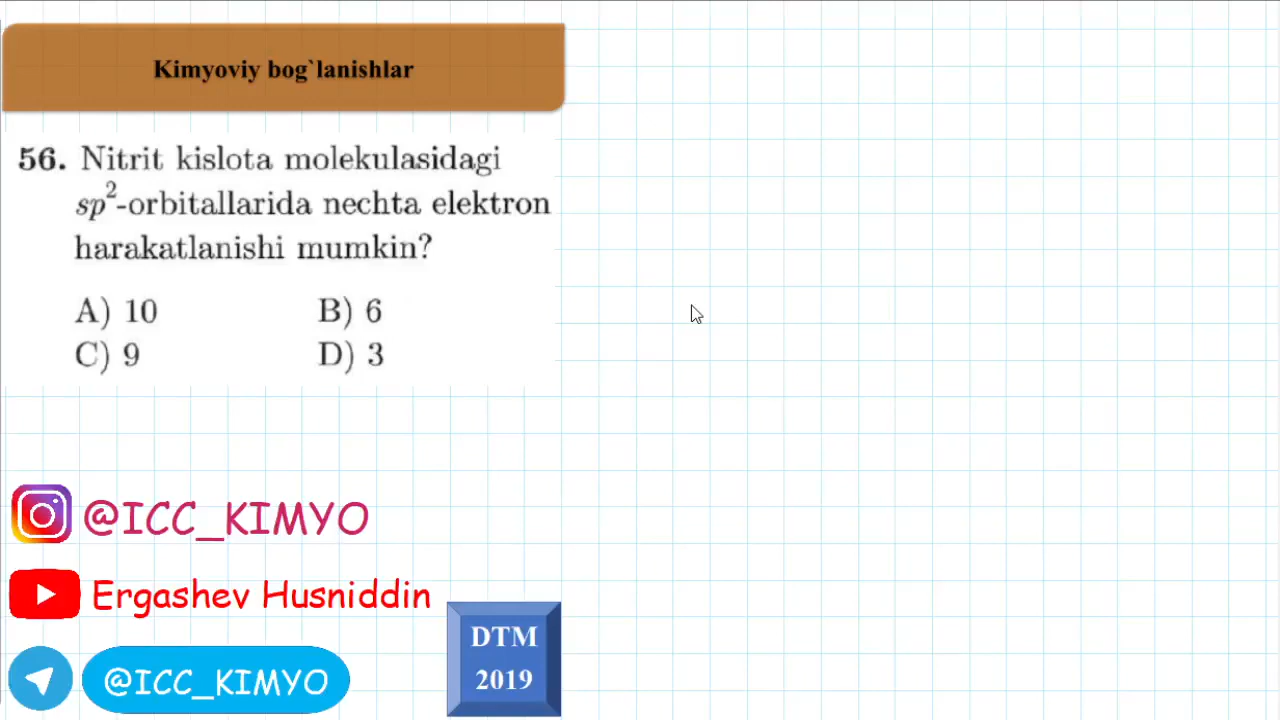 Kimyoviy bog`lanishlar
56. Nitrit kislota molekulasidagi
sp²-orbitallarida nechta elektron
harakatlanishi mumkin?
A) 10 B) 6
C) 9 D) 3
@ICC_KIMYO
Ergashev Husniddin
@ICC_KIMYO
DTM
2019